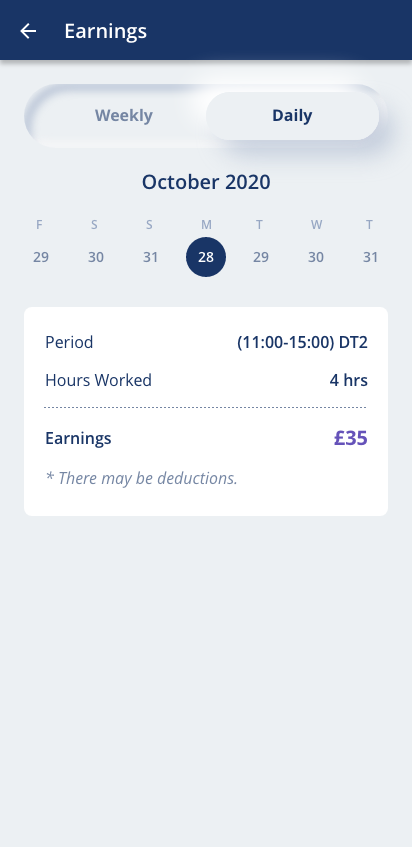 Earnings
Weekly Daily
October 2020
F S S M T W T
29 30 31 28 29 30 31
Period (11:00-15:00) DT2
Hours Worked 4 hrs
Earnings £35
* There may be deductions.